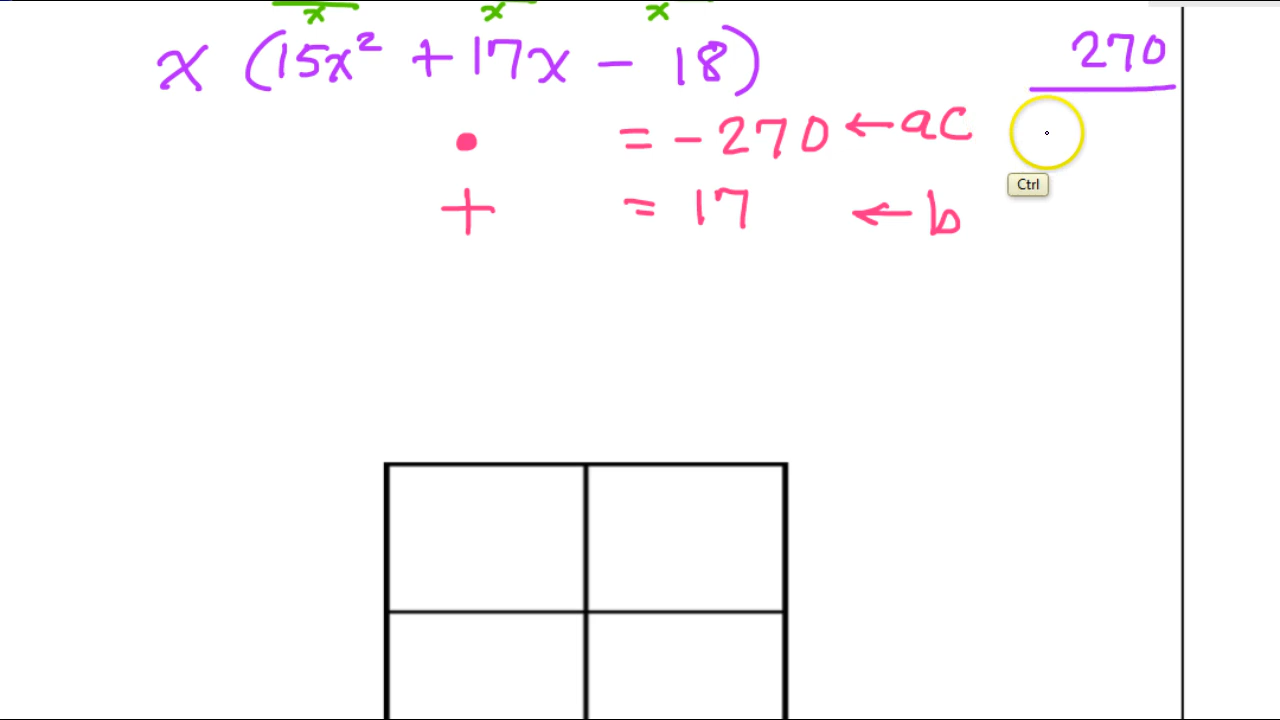 x x x
x (15x² + 17x - 18)
270
• = -270 ← ac
Ctrl
+ = 17 ← b